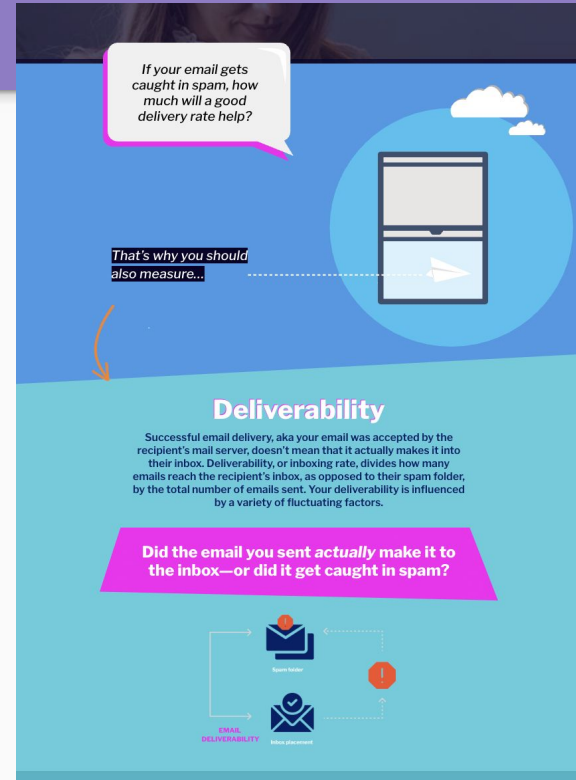 If your email gets
caught in spam, how
much will a good
delivery rate help?
That's why you should
also measure...
Deliverability
Successful email delivery, aka your email was accepted by the
recipient's mail server, doesn't mean that it actually makes it into
their inbox. Deliverability, or inboxing rate, divides how many
emails reach the recipient's inbox, as opposed to their spam folder,
by the total number of emails sent. Your deliverability is influenced
by a variety of fluctuating factors.
Did the email you sent actually make it to
the inbox—or did it get caught in spam?
Spam folder
EMAIL
DELIVERABILITY
Inbox placement